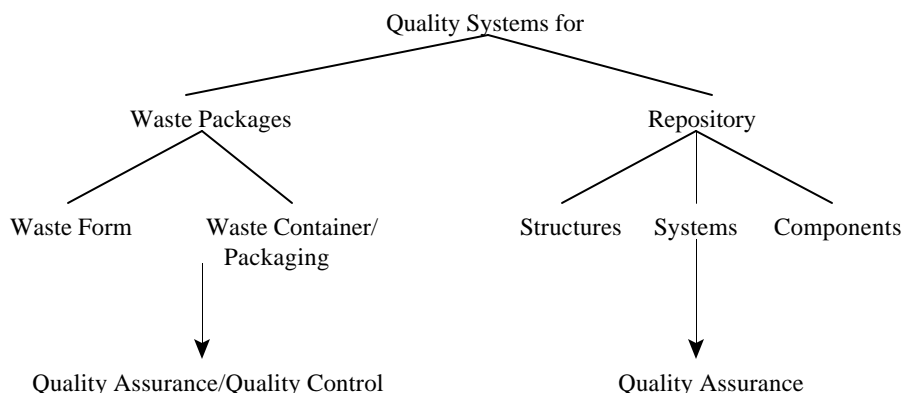 Quality Systems for
Waste Packages
Repository
Waste Form
Waste Container/
Packaging
Structures
Systems
Components
Quality Assurance/Quality Control
Quality Assurance